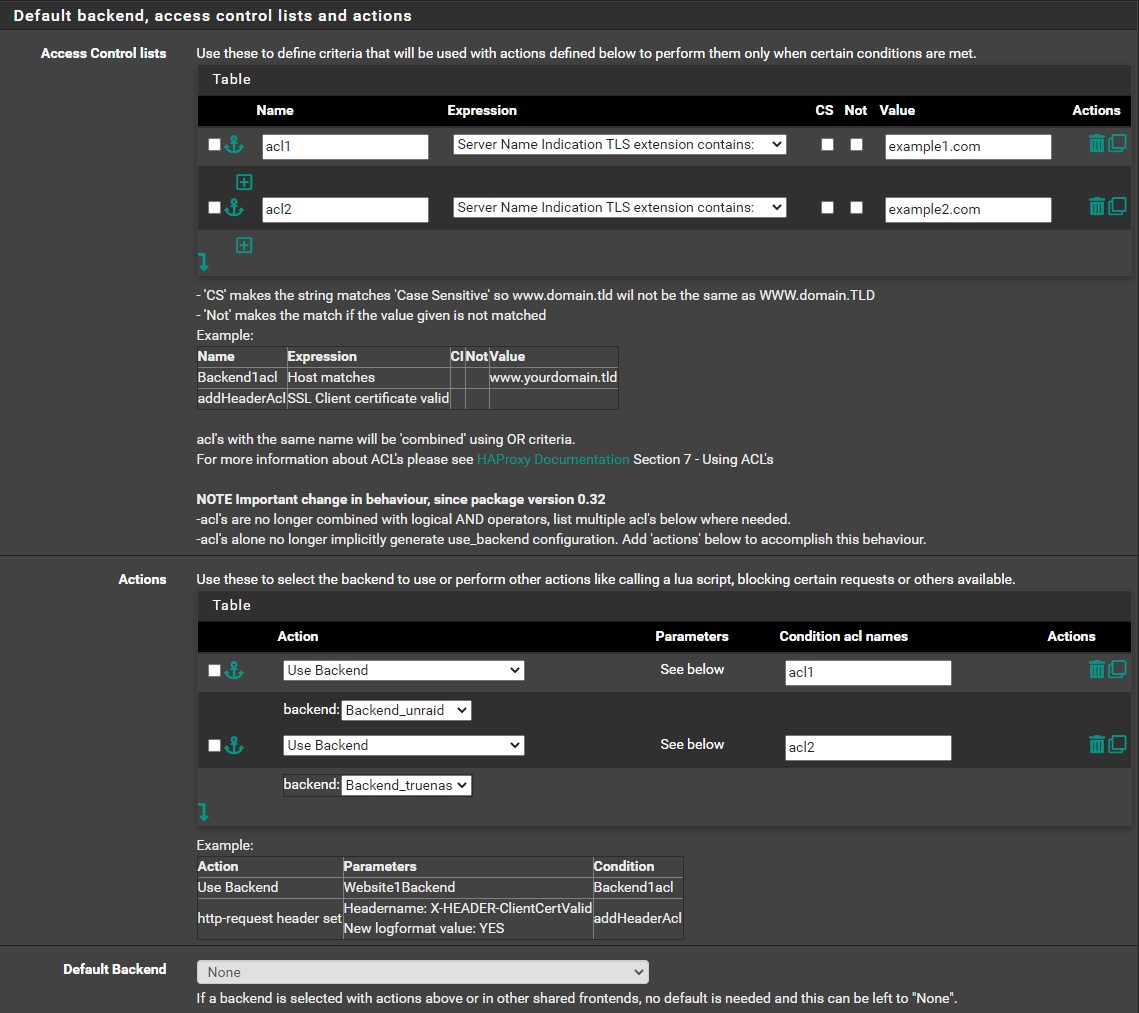 Default backend, access control lists and actions
Access Control lists
Use these to define criteria that will be used with actions defined below to perform them only when certain conditions are met.
Table
Name Expression CS Not Value Actions
acl1 Server Name Indication TLS extension contains: example1.com
acl2 Server Name Indication TLS extension contains: example2.com
- 'CS' makes the string matches 'Case Sensitive' so www.domain.tld wil not be the same as WWW.domain.TLD
- 'Not' makes the match if the value given is not matched
Example:
Name Expression CI Not Value
Backend1acl Host matches www.yourdomain.tld
addHeaderAcl SSL Client certificate valid
acl's with the same name will be 'combined' using OR criteria.
For more information about ACL's please see HAProxy Documentation Section 7 - Using ACL's
NOTE Important change in behaviour, since package version 0.32
-acl's are no longer combined with logical AND operators, list multiple acl's below where needed.
-acl's alone no longer implicitly generate use_backend configuration. Add 'actions' below to accomplish this behaviour.
Actions
Use these to select the backend to use or perform other actions like calling a lua script, blocking certain requests or others available.
Table
Action Parameters Condition acl names Actions
Use Backend See below acl1
backend: Backend_unraid
Use Backend See below acl2
backend: Backend_truenas
Example:
Action Parameters Condition
Use Backend Website1Backend Backend1acl
http-request header set Headername: X-HEADER-ClientCertValid addHeaderAcl
New logformat value: YES
Default Backend
None
If a backend is selected with actions above or in other shared frontends, no default is needed and this can be left to "None".